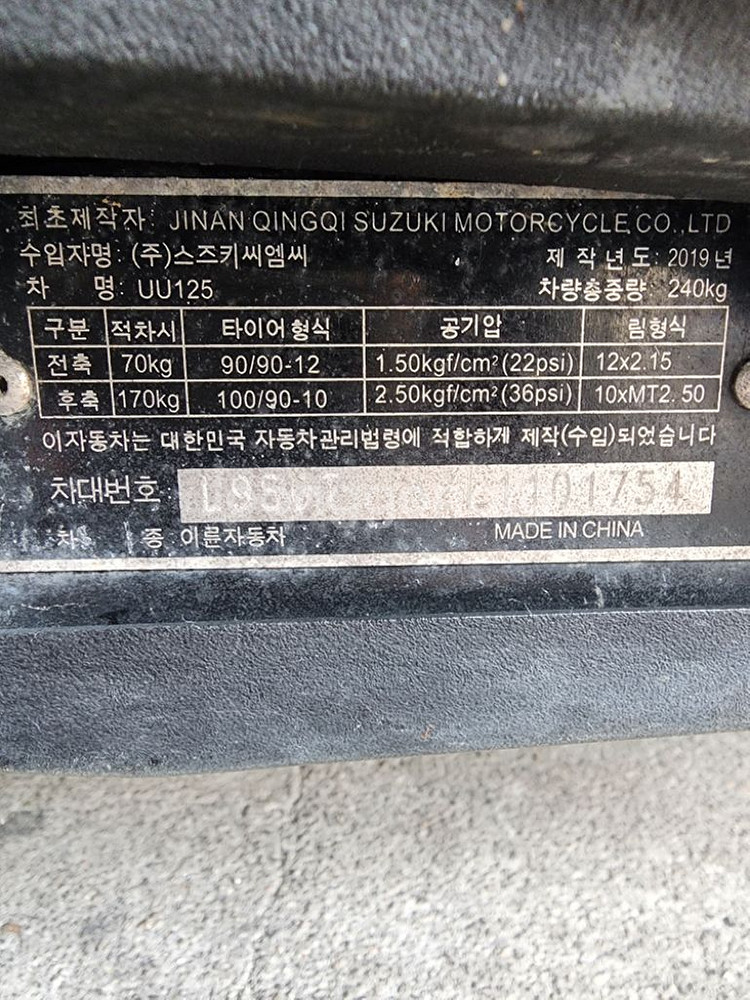 최초제작자: JINAN QINGQI SUZUKI MOTORCYCLE CO.,LTD
수입자명: (주)스즈키씨엠씨 제 작 년 도: 2019년
차 명: UU125 차량총중량: 240kg
구분 적차시 타이어형식 공기압 림형식
전축 70kg 90/90-12 1.50kgf/cm²(22psi) 12x2.15
후축 170kg 100/90-10 2.50kgf/cm²(36psi) 10xMT2.50
이자동차는 대한민국 자동차관리법령에 적합하게 제작(수입)되었습니다
차대번호
차 종 이륜자동차 MADE IN CHINA